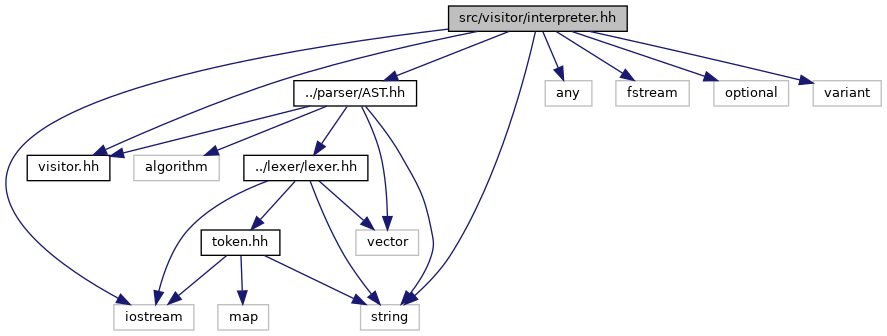 src/visitor/interpreter.hh
../parser/AST.hh
any
fstream
optional
variant
visitor.hh
algorithm
../lexer/lexer.hh
token.hh
vector
iostream
map
string